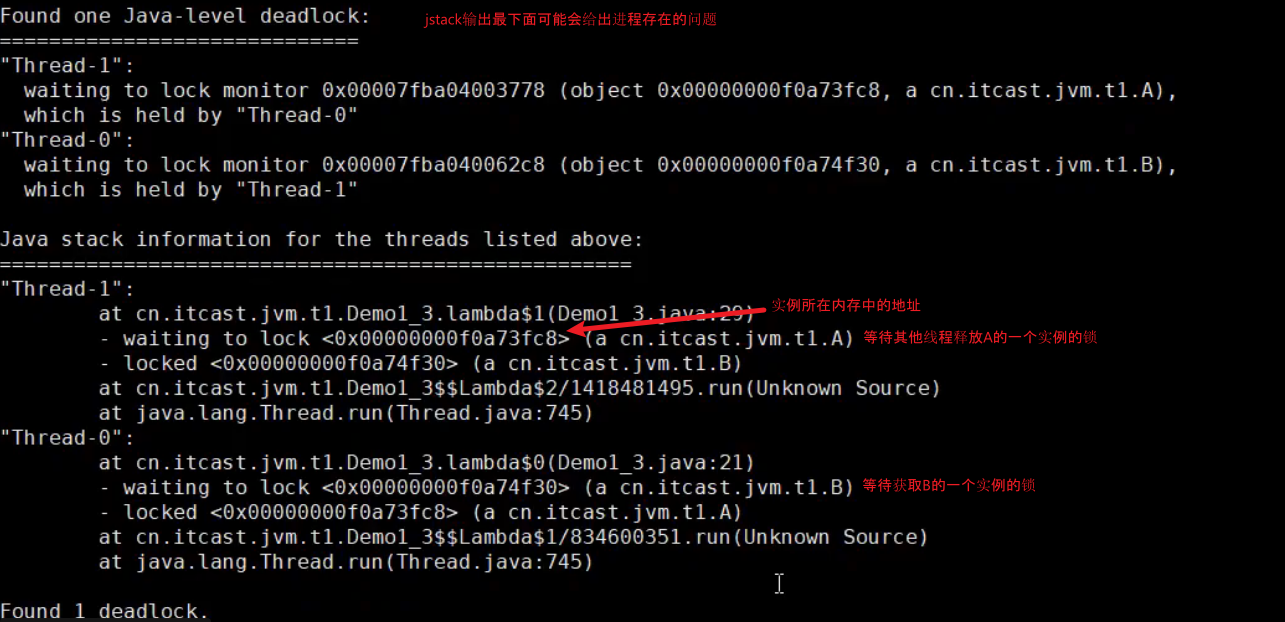 Found one Java-level deadlock:
jstack输出最下面可能会给出进程存在的问题
=============================
"Thread-1":
  waiting to lock monitor 0x00007fba04003778 (object 0x00000000f0a73fc8, a cn.itcast.jvm.t1.A),
  which is held by "Thread-0"
"Thread-0":
  waiting to lock monitor 0x00007fba040062c8 (object 0x00000000f0a74f30, a cn.itcast.jvm.t1.B),
  which is held by "Thread-1"
Java stack information for the threads listed above:
===================================================
"Thread-1":
        at cn.itcast.jvm.t1.Demo1_3.lambda$1(Demo1_3.java:29)
实例所在内存中的地址
        - waiting to lock <0x00000000f0a73fc8> (a cn.itcast.jvm.t1.A)
等待其他线程释放A的一个实例的锁
        - locked <0x00000000f0a74f30> (a cn.itcast.jvm.t1.B)
        at cn.itcast.jvm.t1.Demo1_3$$Lambda$2/1418481495.run(Unknown Source)
        at java.lang.Thread.run(Thread.java:745)
"Thread-0":
        at cn.itcast.jvm.t1.Demo1_3.lambda$0(Demo1_3.java:21)
        - waiting to lock <0x00000000f0a74f30> (a cn.itcast.jvm.t1.B)
等待获取B的一个实例的锁
        - locked <0x00000000f0a73fc8> (a cn.itcast.jvm.t1.A)
        at cn.itcast.jvm.t1.Demo1_3$$Lambda$1/834600351.run(Unknown Source)
        at java.lang.Thread.run(Thread.java:745)
Found 1 deadlock.